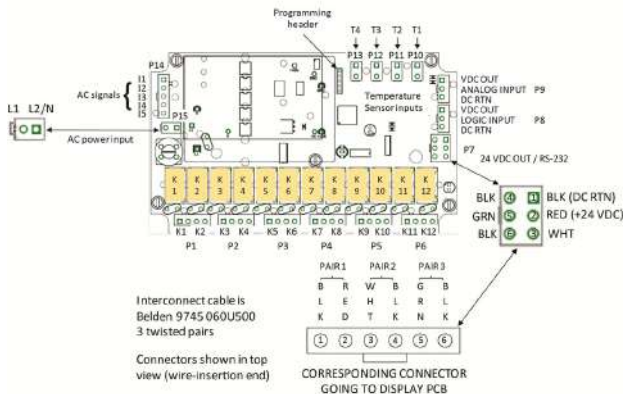 Programming
header
T4 T3 T2 T1
P13 P12 P11 P10
P14
AC signals
I1
I2
I3
I4
I5
P15
L1 L2/N
AC power input
Temperature
Sensor inputs
VDC OUT
ANALOG INPUT P9
DC RTN
VDC OUT
LOGIC INPUT P8
DC RTN
P7
24 VDC OUT / RS-232
K K K K K K K K K K K K
1 2 3 4 5 6 7 8 9 10 11 12
K1 K2 K3 K4 K5 K6 K7 K8 K9 K10 K11 K12
P1 P2 P3 P4 P5 P6
BLK 4 1 BLK (DC RTN)
GRN 5 2 RED (+24 VDC)
BLK 6 3 WHT
PAIR 1 PAIR 2 PAIR 3
B R W B G B
L E H L R L
K D T K N K
1 2 3 4 5 6
Interconnect cable is
Belden 9745 060U500
3 twisted pairs
Connectors shown in top
view (wire-insertion end)
CORRESPONDING CONNECTOR
GOING TO DISPLAY PCB